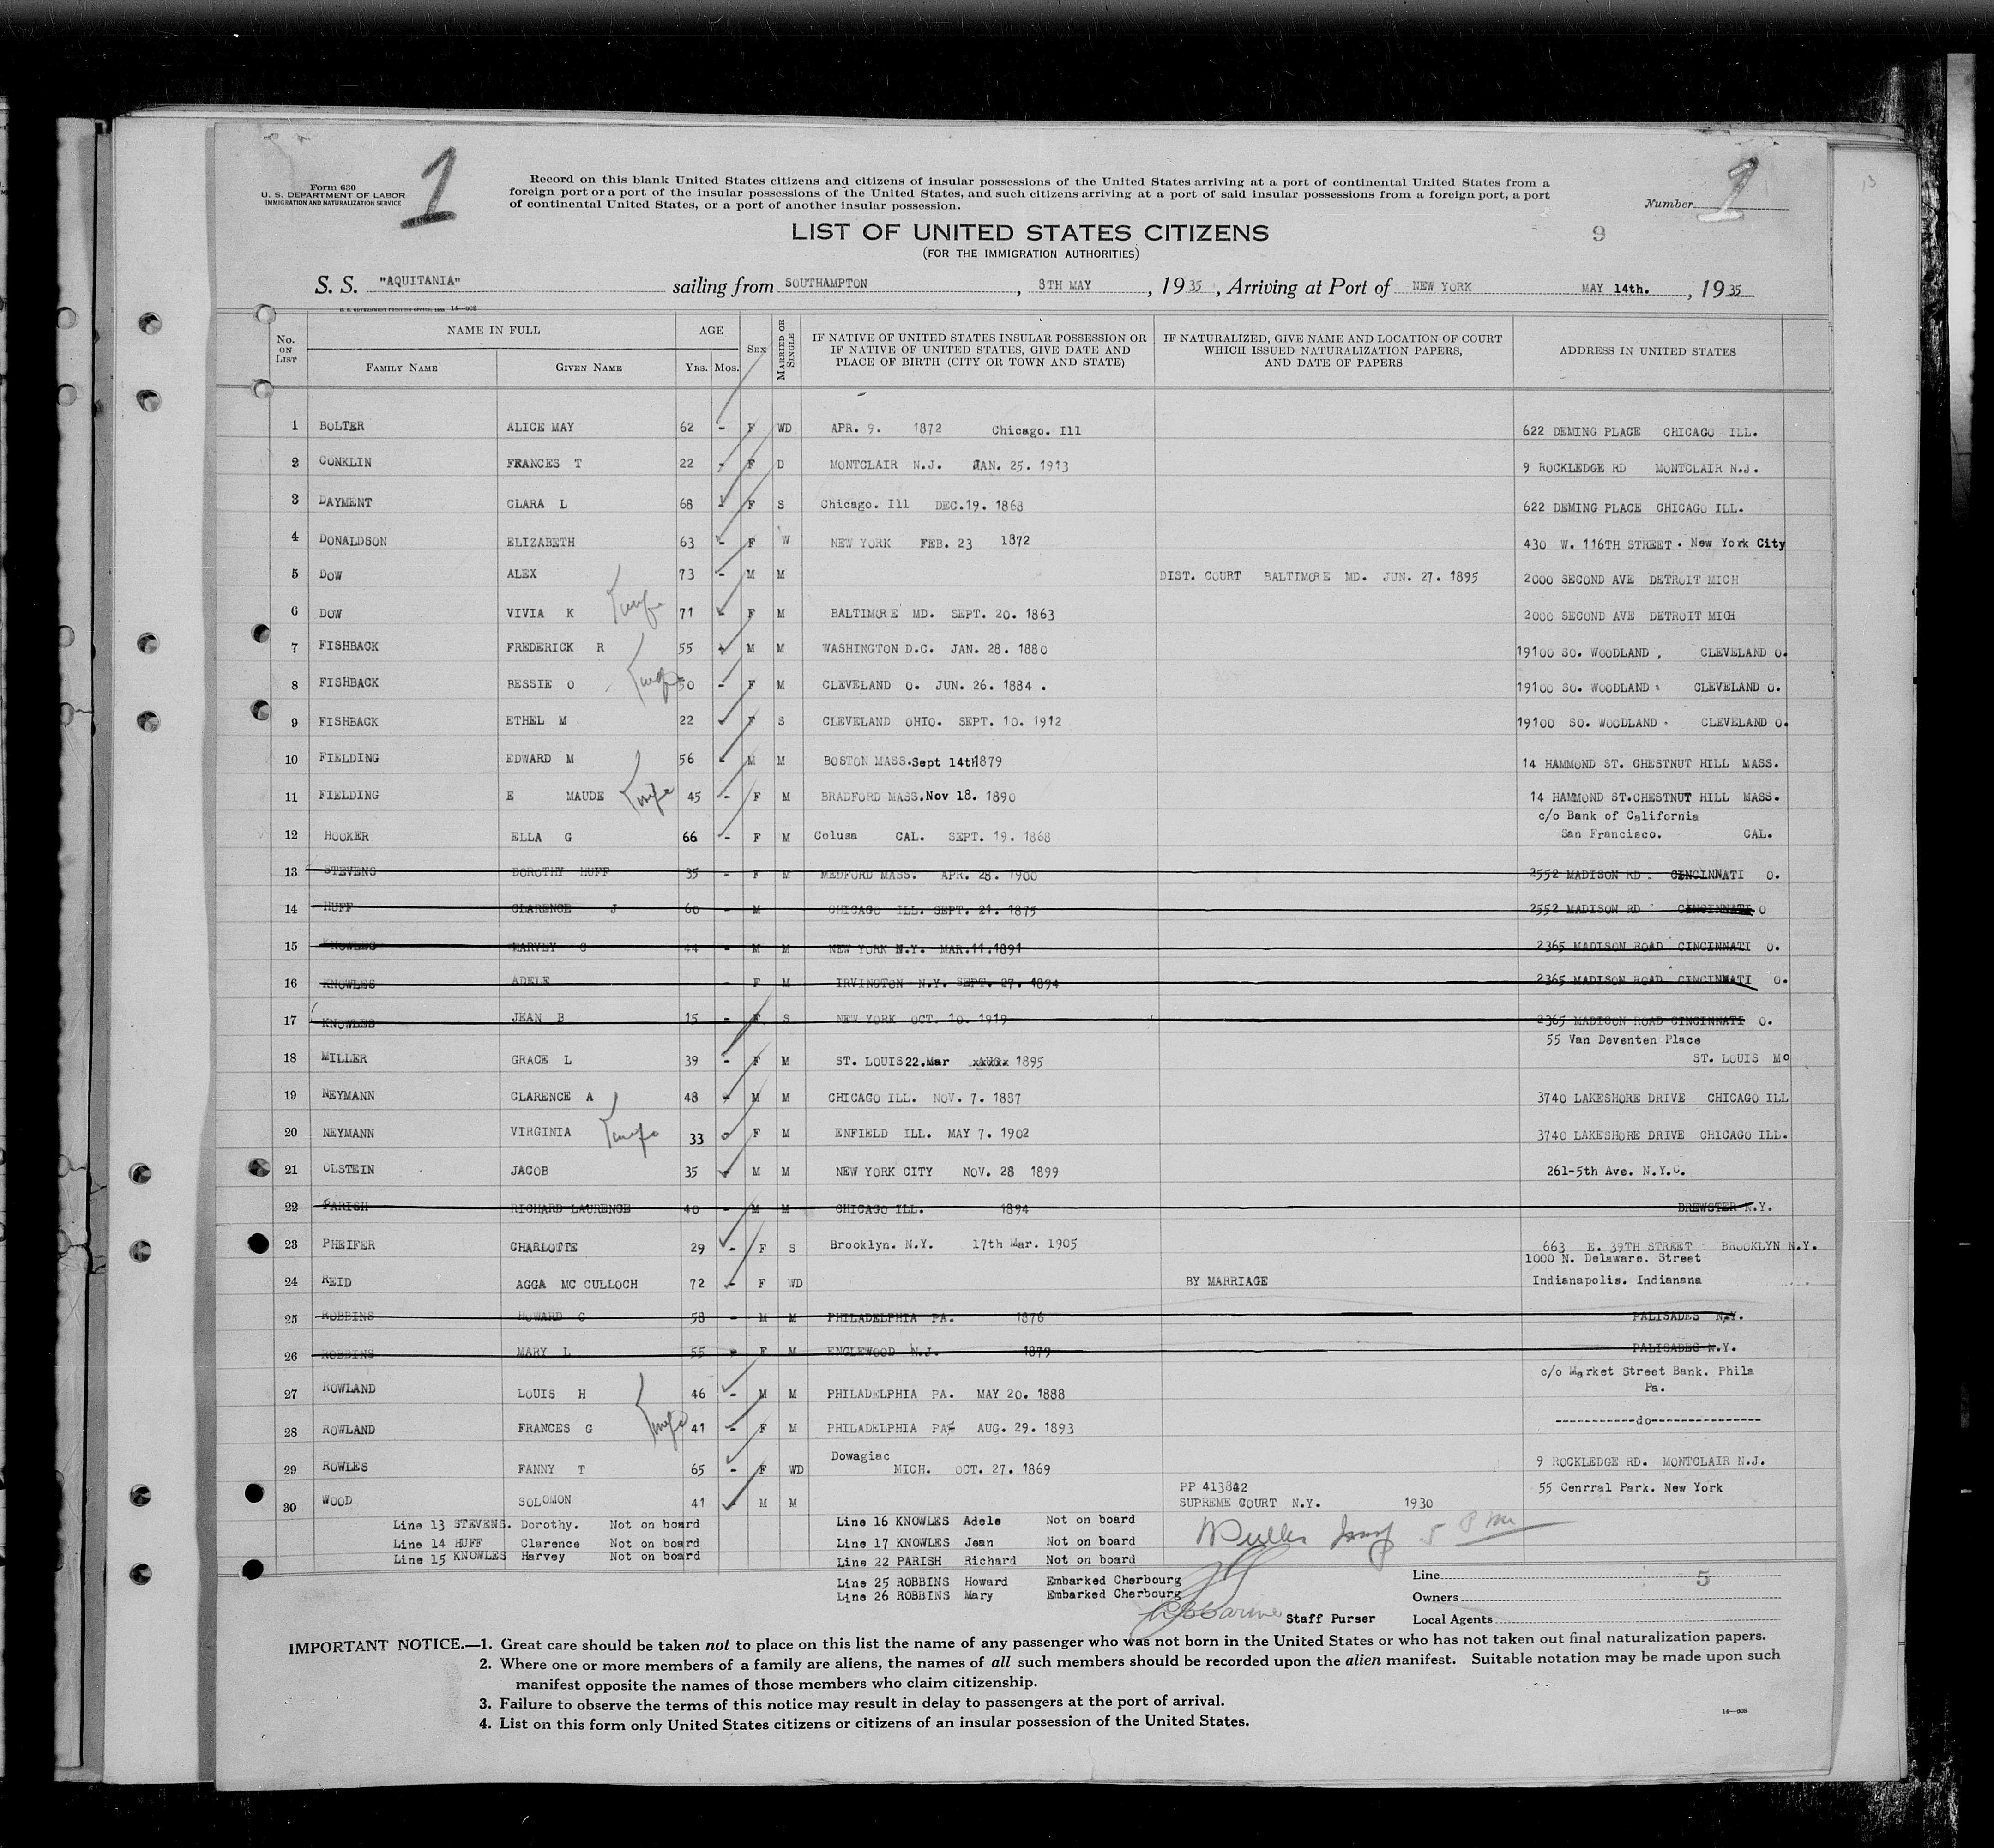 Form 630
U. S. DEPARTMENT OF LABOR
IMMIGRATION AND NATURALIZATION SERVICE
1
Record on this blank United States citizens and citizens of insular possessions of the United States arriving at a port of continental United States from a
foreign port or a port of the insular possessions of the United States, and such citizens arriving at a port of said insular possessions from a foreign port, a port
of continental United States, or a port of another insular possession.
Number 1
LIST OF UNITED STATES CITIZENS
9
(FOR THE IMMIGRATION AUTHORITIES)
S. S. "AQUITANIA" sailing from SOUTHAMPTON, 8TH MAY, 1935, Arriving at Port of NEW YORK MAY 14th., 1935
No. ON LIST NAME IN FULL AGE SEX MARRIED OR SINGLE IF NATIVE OF UNITED STATES INSULAR POSSESSION OR IF NATIVE OF UNITED STATES, GIVE DATE AND PLACE OF BIRTH (CITY OR TOWN AND STATE) IF NATURALIZED, GIVE NAME AND LOCATION OF COURT WHICH ISSUED NATURALIZATION PAPERS, AND DATE OF PAPERS ADDRESS IN UNITED STATES
FAMILY NAME GIVEN NAME YRS. MOS.
1 BOLTER ALICE MAY 62 - F WD APR. 9. 1872 Chicago. Ill 622 DEMING PLACE CHICAGO ILL.
2 CONKLIN FRANCES T 22 - F D MONTCLAIR N.J. JAN. 25. 1913 9 ROCKLEDGE RD MONTCLAIR N.J.
3 DAYMENT CLARA L 68 - F S Chicago. Ill DEC.19. 1868 622 DEMING PLACE CHICAGO ILL.
4 DONALDSON ELIZABETH 63 - F W NEW YORK FEB. 23 1872 430 W. 116TH STREET. New York City
5 DOW ALEX 73 - M M DIST. COURT BALTIMORE MD. JUN. 27. 1895 2000 SECOND AVE DETROIT MICH
6 DOW VIVIA K wife 71 - F M BALTIMORE MD. SEPT. 20. 1863 2000 SECOND AVE DETROIT MICH
7 FISHBACK FREDERICK R 55 - M M WASHINGTON D.C. JAN. 28. 1880 19100 SO. WOODLAND, CLEVELAND O.
8 FISHBACK BESSIE O wife 50 - F M CLEVELAND O. JUN. 26. 1884. 19100 SO. WOODLAND. CLEVELAND O.
9 FISHBACK ETHEL M 22 - F S CLEVELAND OHIO. SEPT. 10. 1912 19100 SO. WOODLAND. CLEVELAND O.
10 FIELDING EDWARD M 56 - M M BOSTON MASS.Sept 14th1879 14 HAMMOND ST. CHESTNUT HILL MASS.
11 FIELDING E MAUDE wife 45 - F M BRADFORD MASS.Nov 18. 1890 14 HAMMOND ST.CHESTNUT HILL MASS.
c/o Bank of California
12 HOOKER ELLA G 66 - F M Colusa CAL. SEPT. 19. 1868 San Francisco. CAL.
13 STEVENS DOROTHY HUFF 35 - F M MEDFORD MASS. APR. 28. 1900 2552 MADISON RD. CINCINNATI O.
14 HUFF CLARENCE J 60 - M CHICAGO ILL. SEPT. 21. 1875 2552 MADISON RD CINCINNATI O
15 KNOWLES HARVEY C 44 - M M NEW YORK N.Y. MAR.11.1891 2365 MADISON ROAD CINCINNATI O.
16 KNOWLES ADELE F M IRVINGTON N.Y. SEPT. 27. 1894 2365 MADISON ROAD CINCINNATI O.
17 KNOWLES JEAN B 15 - F S NEW YORK OCT. 10. 1919 2365 MADISON ROAD CINCINNATI O.
55 Van Deventen Place
18 MILLER GRACE L 39 - F M ST. LOUIS 22.Mar 1895 ST. LOUIS Mo
19 NEYMANN CLARENCE A 48 - M M CHICAGO ILL. NOV. 7. 1887 3740 LAKESHORE DRIVE CHICAGO ILL
20 NEYMANN VIRGINIA wife 33 F M ENFIELD ILL. MAY 7. 1902 3740 LAKESHORE DRIVE CHICAGO ILL.
21 OLSTEIN JACOB 35 - M M NEW YORK CITY NOV. 28 1899 261-5th Ave. N.Y.C.
22 PARISH RICHARD LAURENCE 40 - M M CHICAGO ILL. 1894 BREWSTER N.Y.
23 PHEIFER CHARLOTTE 29 - F S Brooklyn. N.Y. 17th Mar. 1905 663 E. 39TH STREET BROOKLYN N.Y.
1000 N. Delaware. Street
24 REID AGGA MC CULLOCH 72 - F WD BY MARRIAGE Indianapolis. Indianana
25 ROBBINS HOWARD C 58 - M M PHILADELPHIA PA. 1876 PALISADES N.Y.
26 ROBBINS MARY L 55 - F M ENGLEWOOD N.J. 1879 PALISADES N.Y.
c/o Market Street Bank. Phila
27 ROWLAND LOUIS H 46 - M M PHILADELPHIA PA. MAY 20. 1888 Pa.
28 ROWLAND FRANCES G wife 41 - F M PHILADELPHIA PA AUG. 29. 1893 -----------do---------------
29 ROWLES FANNY T 65 - F WD Dowagiac MICH. OCT. 27. 1869 9 ROCKLEDGE RD. MONTCLAIR N.J.
PP 413842
30 WOOD SOLOMON 41 - M M SUPREME COURT N.Y. 1930 55 Cenrral Park. New York
Line 13 STEVENS. Dorothy. Not on board
Line 14 HUFF Clarence Not on board
Line 15 KNOWLES Harvey Not on board
Line 16 KNOWLES Adele Not on board
Line 17 KNOWLES Jean Not on board
Line 22 PARISH Richard Not on board
Line 25 ROBBINS Howard Embarked Cherbourg
Line 26 ROBBINS Mary Embarked Cherbourg
Staff Purser
Line 5
Owners
Local Agents
IMPORTANT NOTICE.—1. Great care should be taken not to place on this list the name of any passenger who was not born in the United States or who has not taken out final naturalization papers.
2. Where one or more members of a family are aliens, the names of all such members should be recorded upon the alien manifest. Suitable notation may be made upon such
manifest opposite the names of those members who claim citizenship.
3. Failure to observe the terms of this notice may result in delay to passengers at the port of arrival.
4. List on this form only United States citizens or citizens of an insular possession of the United States.
14—908